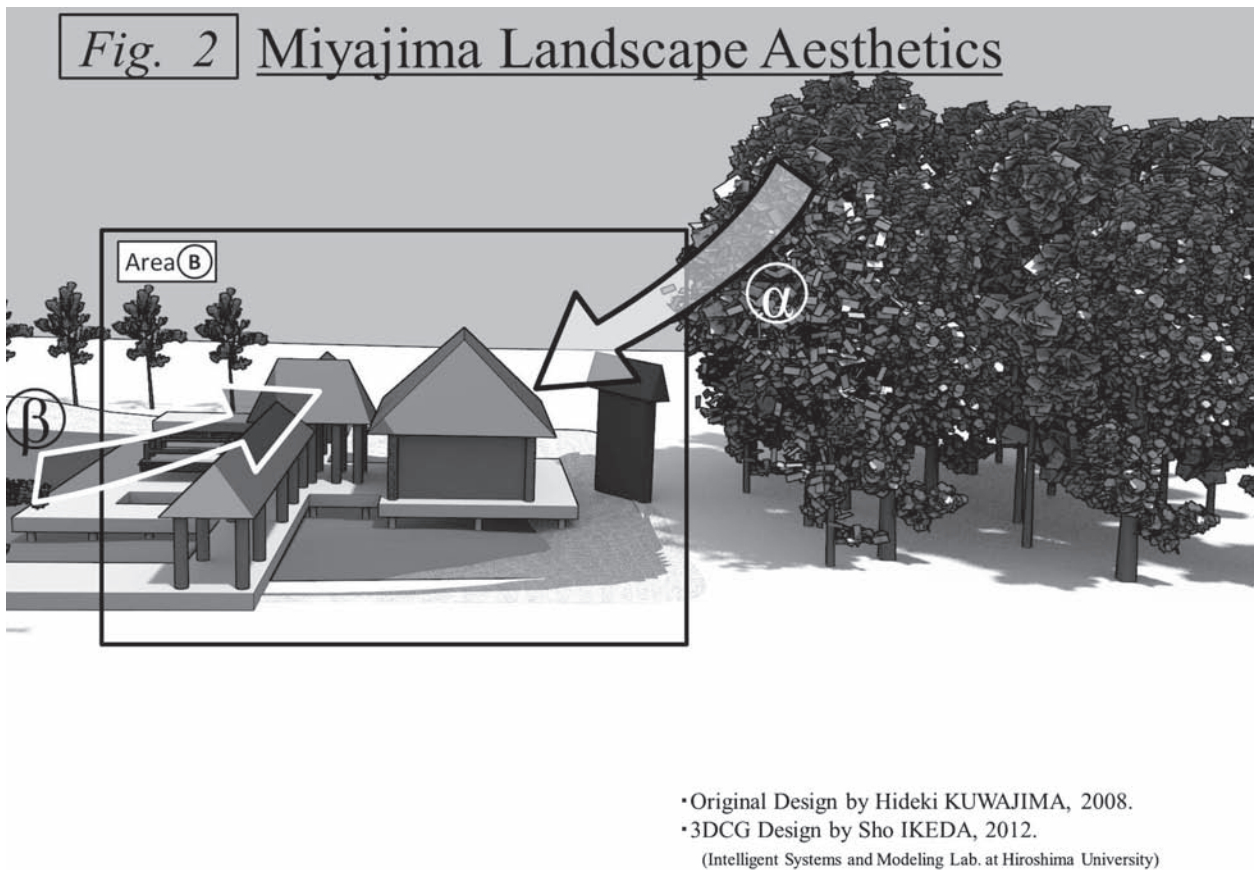 Fig. 2 Miyajima Landscape Aesthetics
Area B
α
β
・Original Design by Hideki KUWAJIMA, 2008.
・3DCG Design by Sho IKEDA, 2012.
(Intelligent Systems and Modeling Lab. at Hiroshima University)